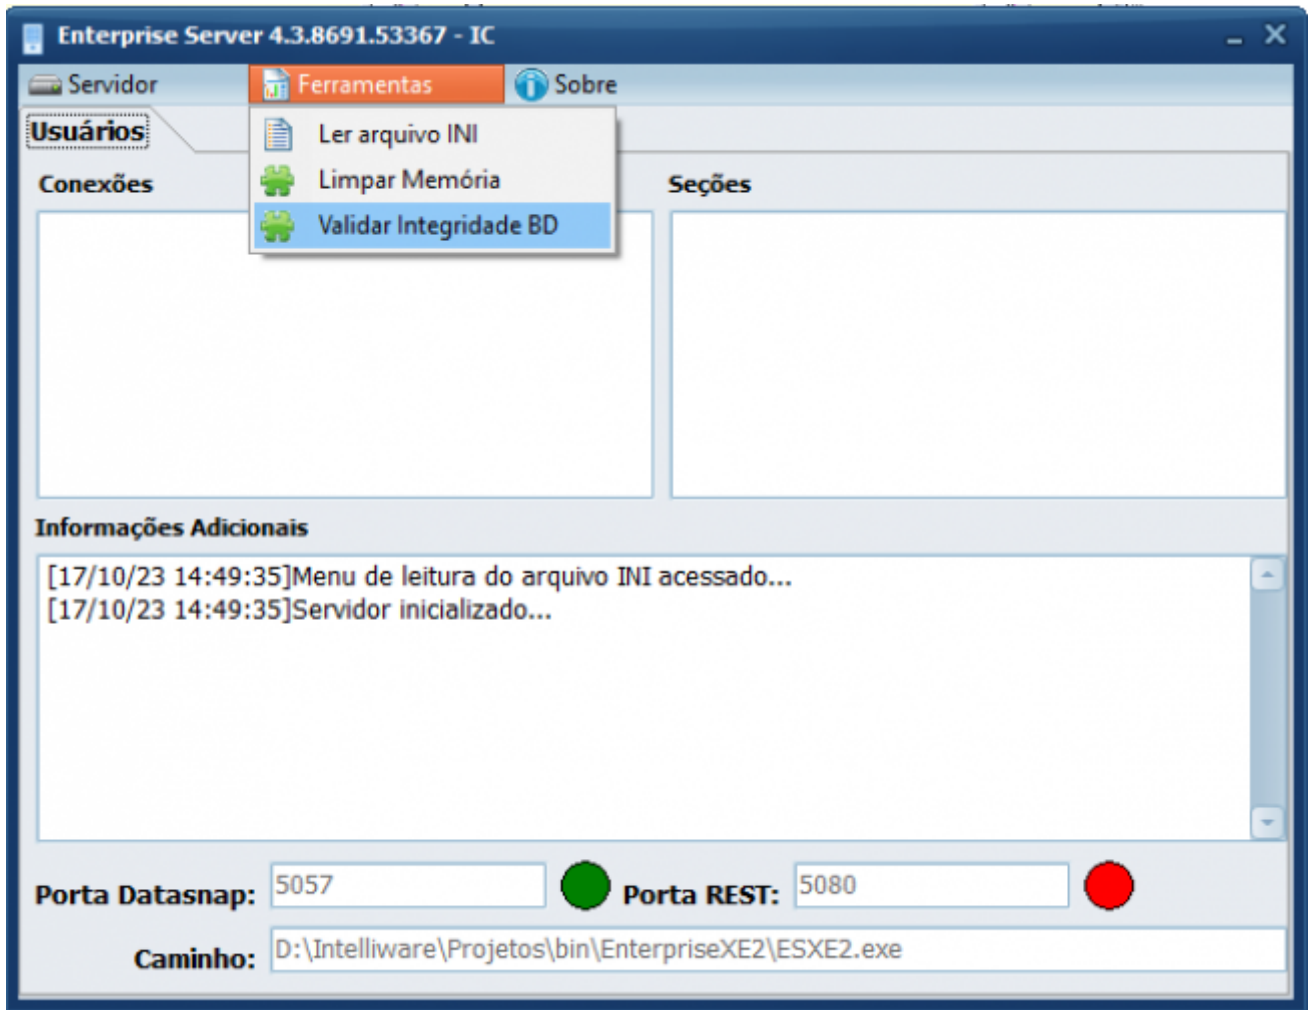 Enterprise Server 4.3.8691.53367 - IC
Servidor
Ferramentas
Sobre
Usuários
Ler arquivo INI
Limpar Memória
Validar Integridade BD
Conexões
Seções
Informações Adicionais
[17/10/23 14:49:35]Menu de leitura do arquivo INI acessado...
[17/10/23 14:49:35]Servidor inicializado...
Porta Datasnap: 5057
Porta REST: 5080
Caminho: D:\Intelliware\Projetos\bin\EnterpriseXE2\ESXE2.exe